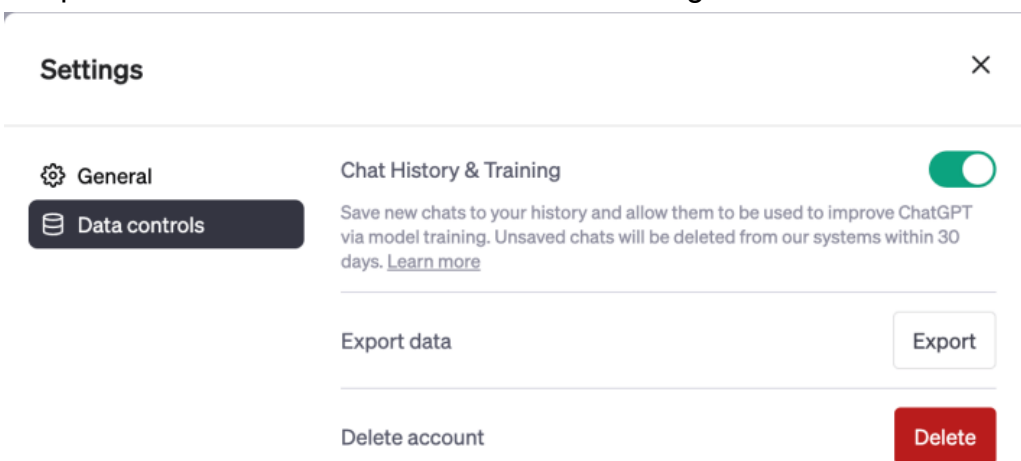 Settings
General
Data controls
Chat History & Training
Save new chats to your history and allow them to be used to improve ChatGPT
via model training. Unsaved chats will be deleted from our systems within 30
days. Learn more
Export data
Export
Delete account
Delete